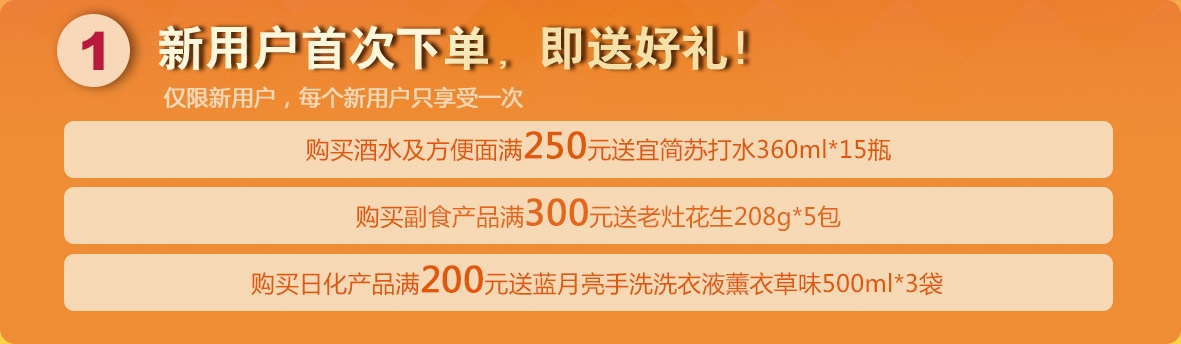 1
新用户首次下单，即送好礼！
仅限新用户，每个新用户只享受一次
购买酒水及方便面满250元送宜简苏打水360ml*15瓶
购买副食产品满300元送老灶花生208g*5包
购买日化产品满200元送蓝月亮手洗洗衣液薰衣草味500ml*3袋